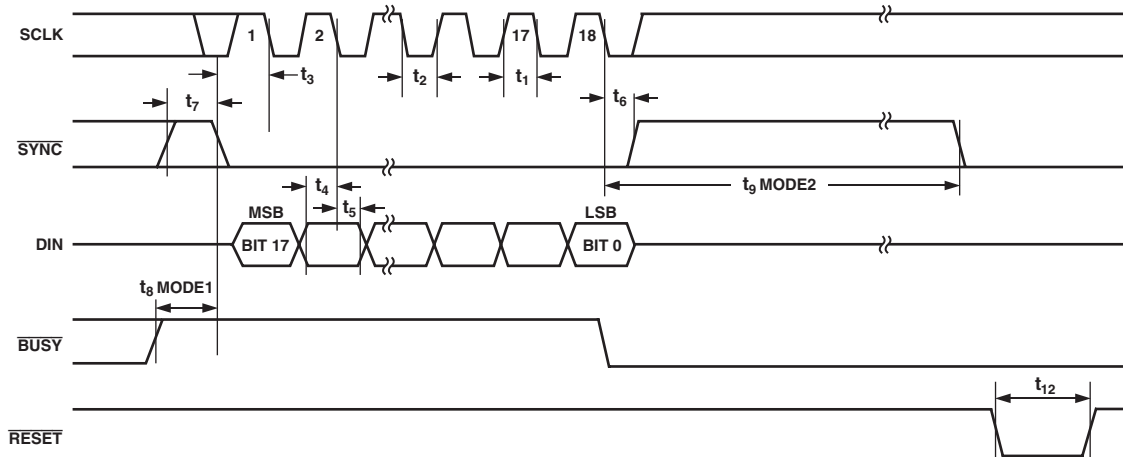 SCLK 1 2 17 18
t3 t2 t1
t7 t6
SYNC
t4 t9 MODE2
t5
MSB LSB
DIN BIT 17 BIT 0
t8 MODE1
BUSY
t12
RESET